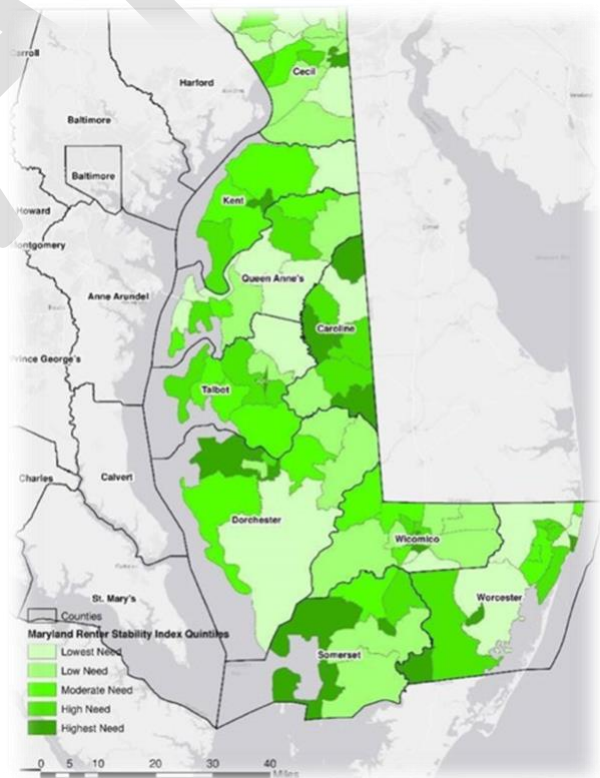 Carroll
Cecil
Harford
Baltimore
Baltimore
Kent
Howard
Montgomery
Queen Anne's
Anne Arundel
Caroline
Prince George's
Talbot
Charles
Calvert
Dorchester
Wicomico
St. Mary's
Worcester
Somerset
Counties
Maryland Renter Stability Index Quintiles
Lowest Need
Low Need
Moderate Need
High Need
Highest Need
0 5 10 20 30 40
Miles